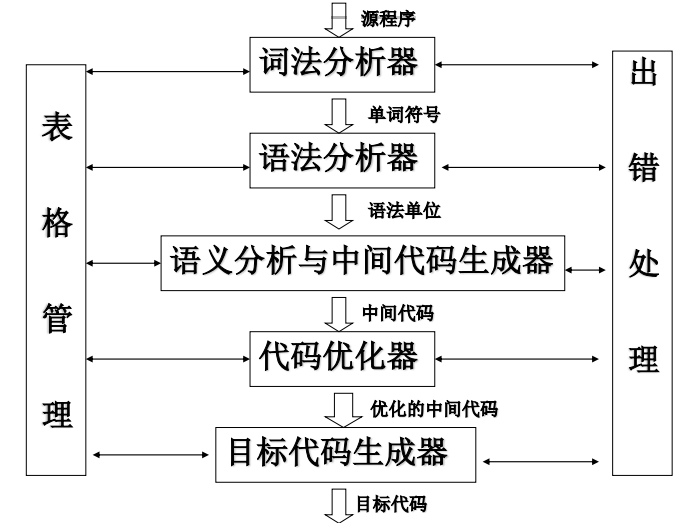 源程序
词法分析器
单词符号
语法分析器
语法单位
语义分析与中间代码生成器
中间代码
代码优化器
优化的中间代码
目标代码生成器
目标代码
表格管理
出错处理